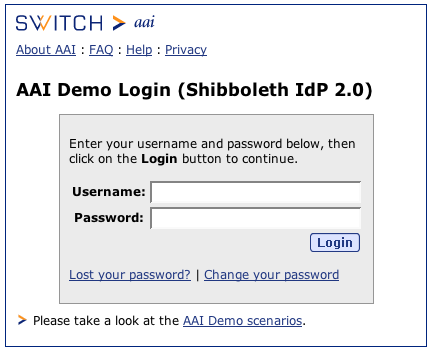 SWITCH aai
About AAI : FAQ : Help : Privacy
AAI Demo Login (Shibboleth IdP 2.0)
Enter your username and password below, then
click on the Login button to continue.
Username:
Password:
Login
Lost your password? | Change your password
Please take a look at the AAI Demo scenarios.